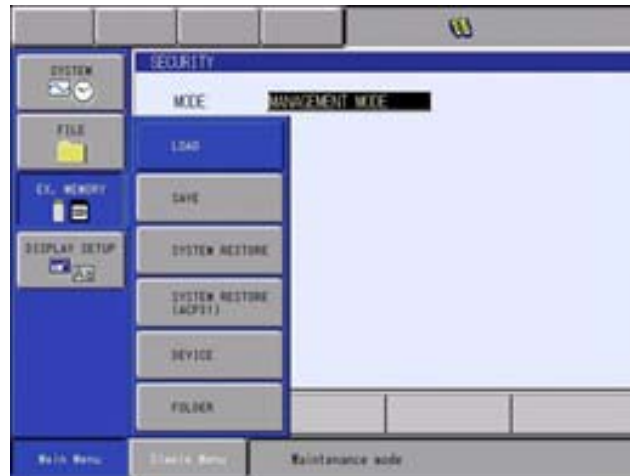 SECURITY
MODE
MANAGEMENT MODE
SYSTEM
FILE
EX. MEMORY
DISPLAY SETUP
LOAD
SAVE
SYSTEM RESTORE
SYSTEM RESTORE
(ACP31)
DEVICE
FOLDER
Main Menu
Simple Menu
Maintenance mode